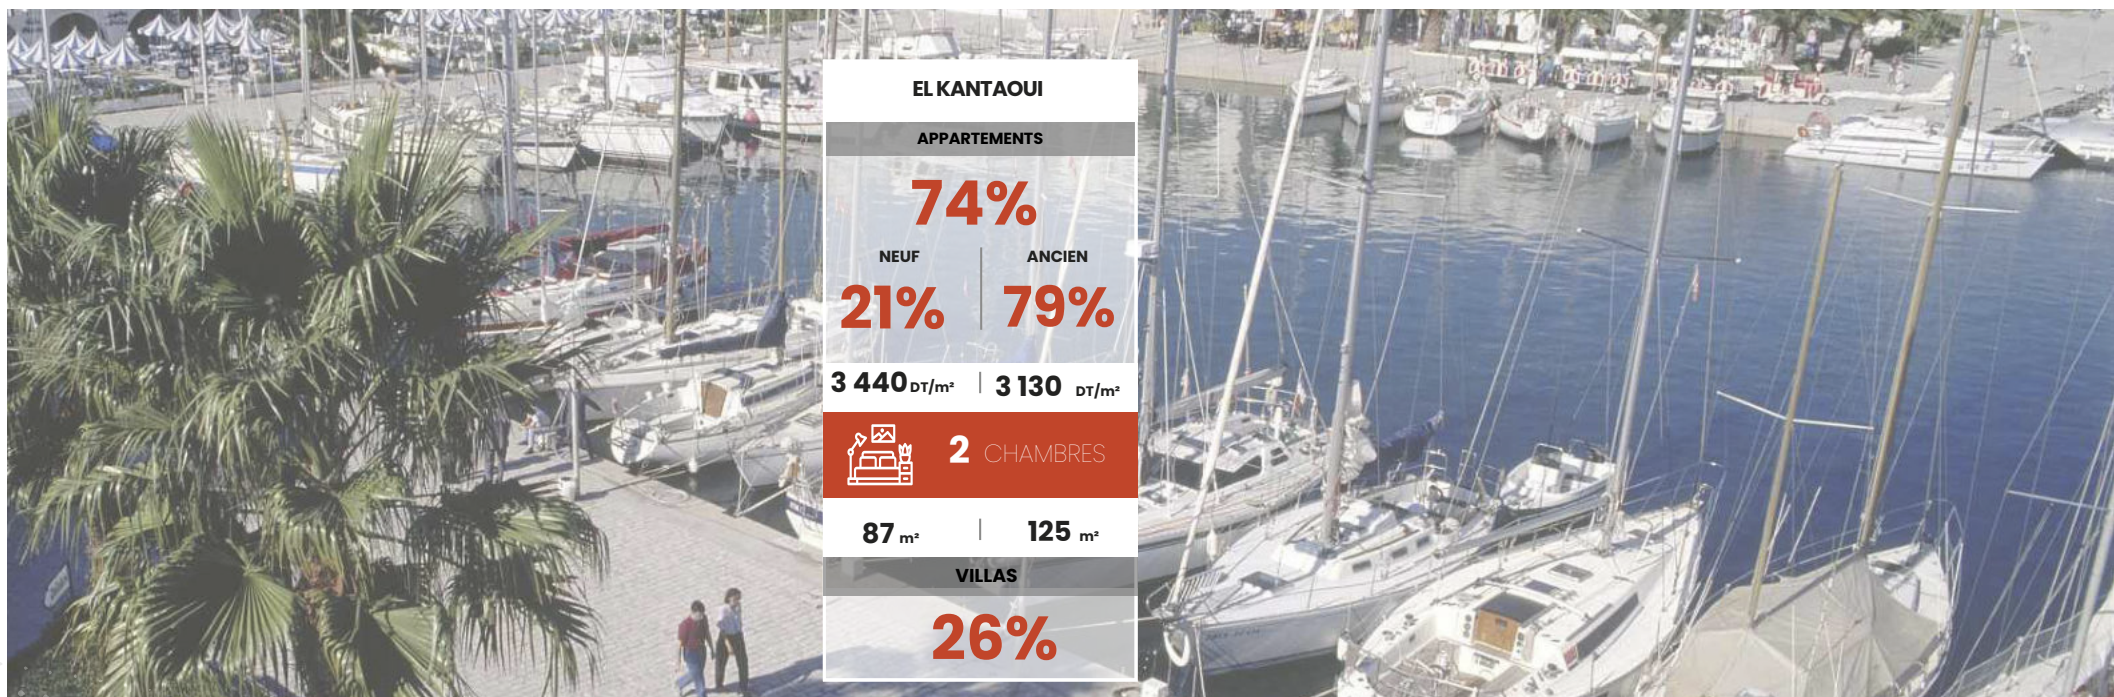 EL KANTAOUI
APPARTEMENTS
74%
NEUF | ANCIEN
21% | 79%
3 440 DT/m² | 3 130 DT/m²
2 CHAMBRES
87 m² | 125 m²
VILLAS
26%